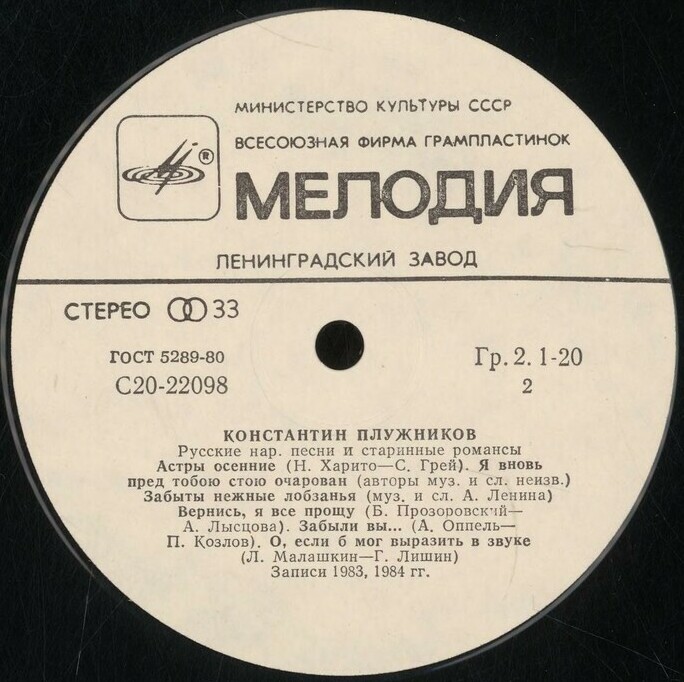 МИНИСТЕРСТВО КУЛЬТУРЫ СССР
ВСЕСОЮЗНАЯ ФИРМА ГРАМПЛАСТИНОК
®
МЕЛОДИЯ
ЛЕНИНГРАДСКИЙ ЗАВОД
СТЕРЕО 33
ГОСТ 5289-80
Гр. 2. 1-20
С20-22098
2
КОНСТАНТИН ПЛУЖНИКОВ
Русские нар. песни и старинные романсы
Астры осенние (Н. Харито—С. Грей). Я вновь
пред тобою стою очарован (авторы муз. и сл. неизв.)
Забыты нежные лобзанья (муз. и сл. А. Ленина)
Вернись, я все прощу (Б. Прозоровский—
А. Лысцова). Забыли вы... (А. Оппель—
П. Козлов). О, если б мог выразить в звуке
(Л. Малашкин—Г. Лишин)
Записи 1983, 1984 гг.